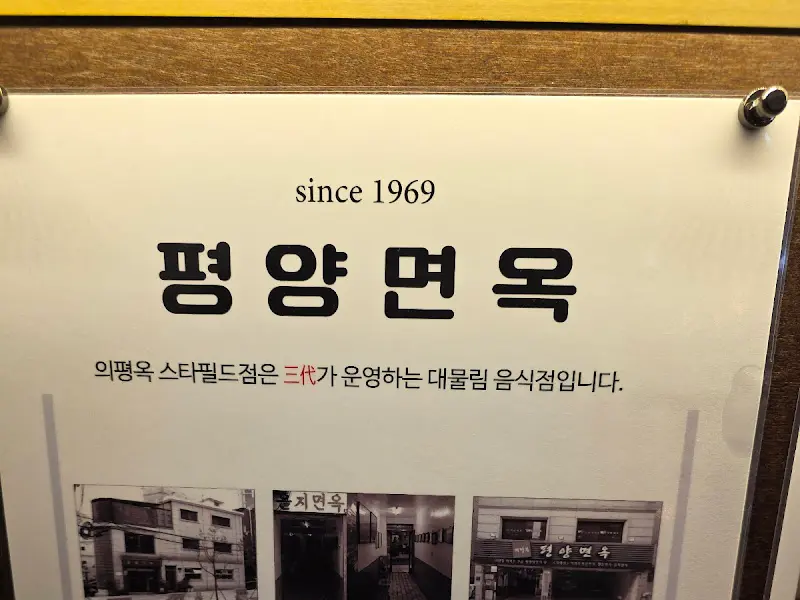 since 1969
평양면옥
의평옥 스타필드점은 三代가 운영하는 대물림 음식점입니다.
을지면옥
평양면옥